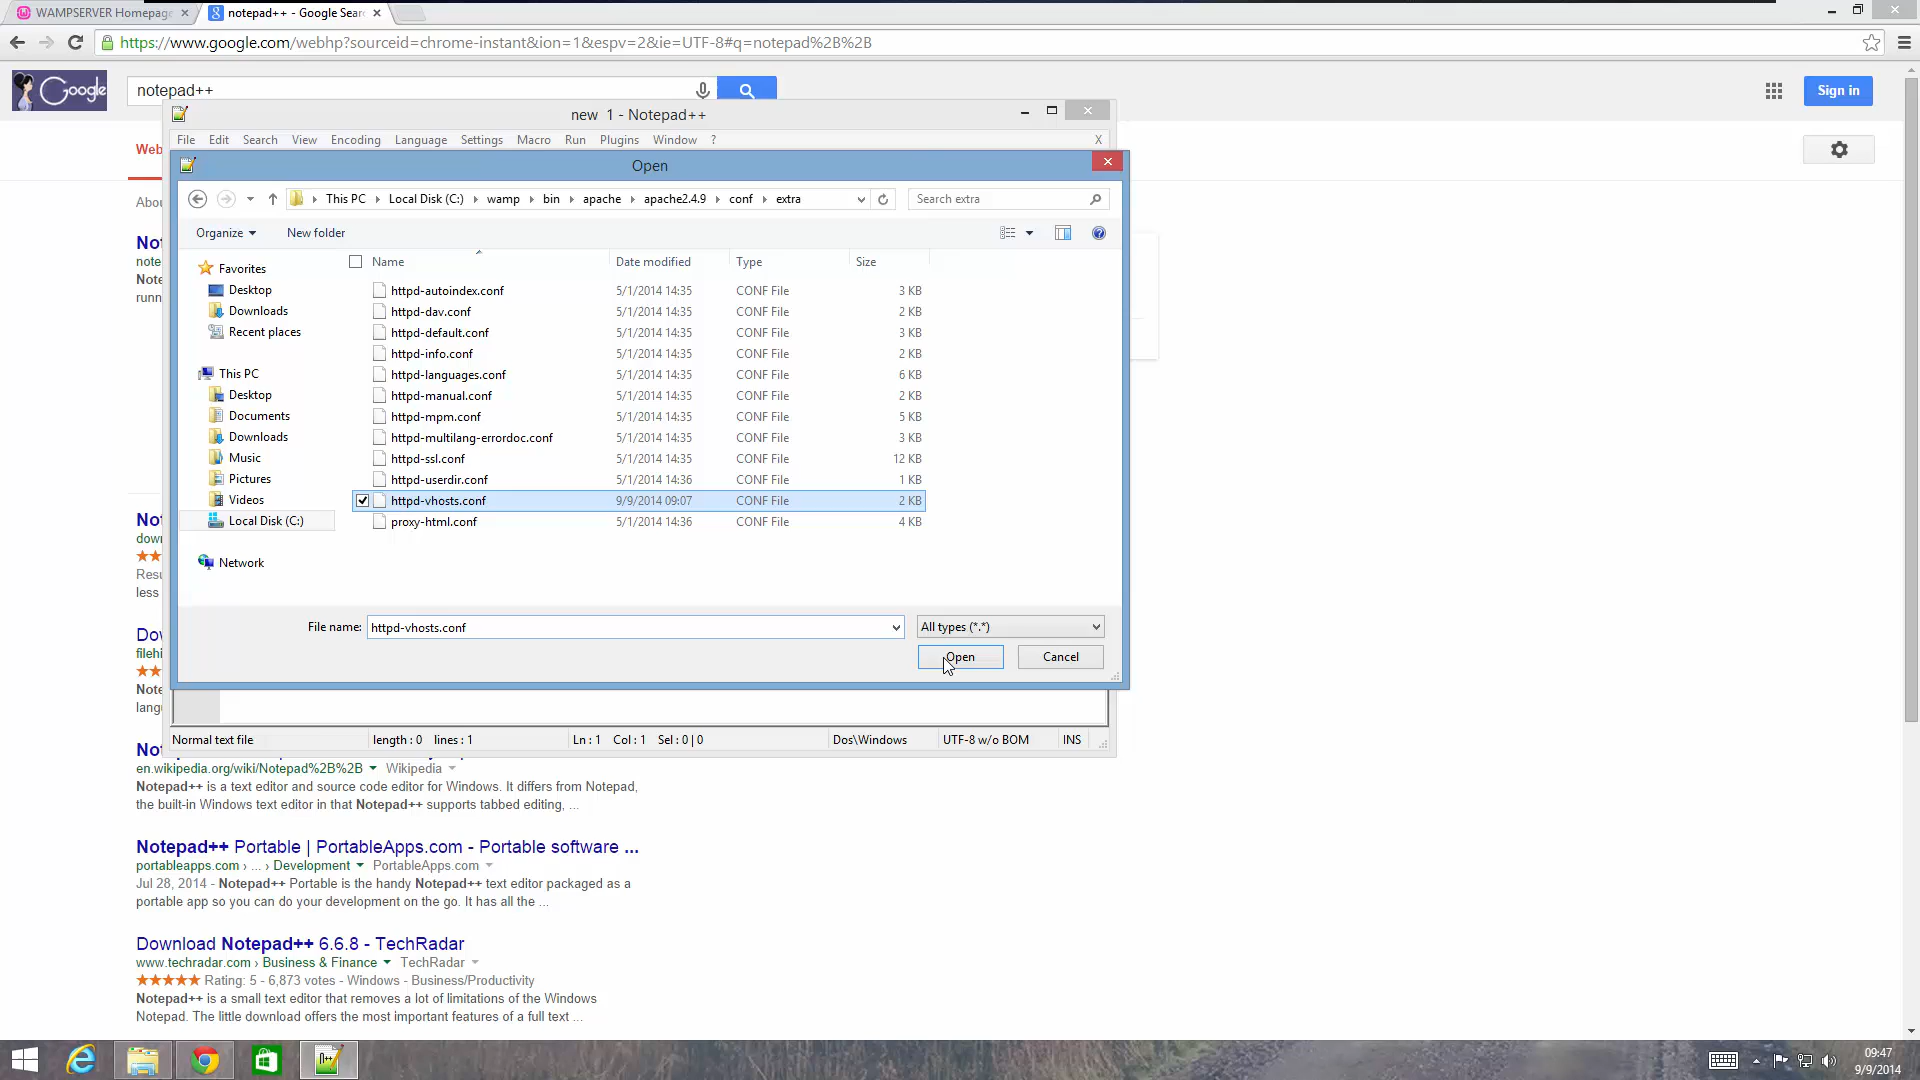 WAMPSERVER Homepage
notepad++ - Google Sear
https://www.google.com/webhp?sourceid=chrome-instant&ion=1&espv=2&ie=UTF-8#q=notepad%2B%2B
Google
notepad++
Sign in
new 1 - Notepad++
File Edit Search View Encoding Language Settings Macro Run Plugins Window ? X
Web
Open
This PC Local Disk (C:) wamp bin apache apache2.4.9 conf extra
Search extra
Abou
Organize New folder
Name Date modified Type Size
Favorites
Desktop
Downloads
Recent places
This PC
Desktop
Documents
Downloads
Music
Pictures
Videos
Local Disk (C:)
Network
httpd-autoindex.conf 5/1/2014 14:35 CONF File 3 KB
httpd-dav.conf 5/1/2014 14:35 CONF File 2 KB
httpd-default.conf 5/1/2014 14:35 CONF File 3 KB
httpd-info.conf 5/1/2014 14:35 CONF File 2 KB
httpd-languages.conf 5/1/2014 14:35 CONF File 6 KB
httpd-manual.conf 5/1/2014 14:35 CONF File 2 KB
httpd-mpm.conf 5/1/2014 14:35 CONF File 5 KB
httpd-multilang-errordoc.conf 5/1/2014 14:35 CONF File 3 KB
httpd-ssl.conf 5/1/2014 14:35 CONF File 12 KB
httpd-userdir.conf 5/1/2014 14:36 CONF File 1 KB
httpd-vhosts.conf 9/9/2014 09:07 CONF File 2 KB
proxy-html.conf 5/1/2014 14:36 CONF File 4 KB
Not
note
Note
runn
Not
down
Resu
less
Dov
filehi
Note
lang
File name: httpd-vhosts.conf All types (*.*)
Open Cancel
Normal text file length : 0 lines : 1 Ln : 1 Col : 1 Sel : 0 | 0 Dos\Windows UTF-8 w/o BOM INS
Not
en.wikipedia.org/wiki/Notepad%2B%2B Wikipedia
Notepad++ is a text editor and source code editor for Windows. It differs from Notepad,
the built-in Windows text editor in that Notepad++ supports tabbed editing, ...
Notepad++ Portable | PortableApps.com - Portable software ...
portableapps.com › ... › Development PortableApps.com
Jul 28, 2014 - Notepad++ Portable is the handy Notepad++ text editor packaged as a
portable app so you can do your development on the go. It has all the ...
Download Notepad++ 6.6.8 - TechRadar
www.techradar.com › Business & Finance TechRadar
Rating: 5 - 6,873 votes - Windows - Business/Productivity
Notepad++ is a small text editor that removes a lot of limitations of the Windows
Notepad. The little download offers the most important features of a full text ...
09:47
9/9/2014